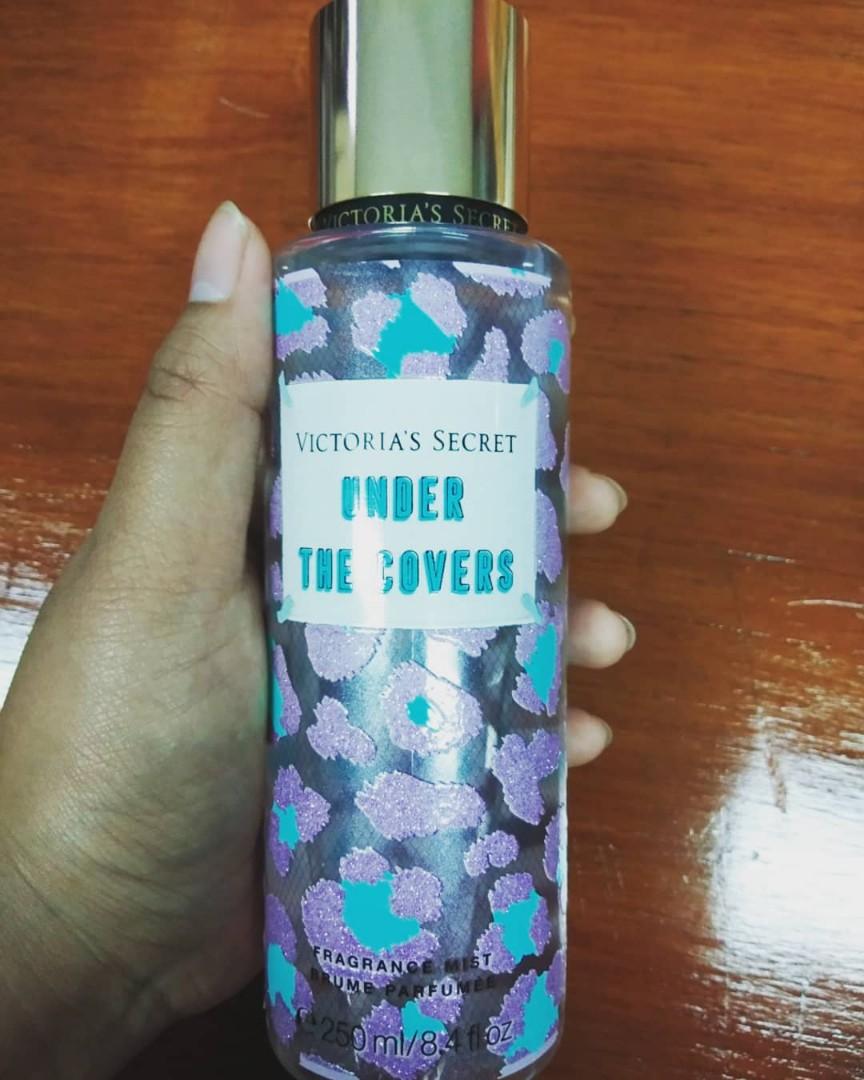 VICTORIA'S SECRET
VICTORIA'S SECRET
UNDER
THE COVERS
FRAGRANCE MIST
BRUME PARFUMÉE
℮ 250 ml/8.4 fl oz